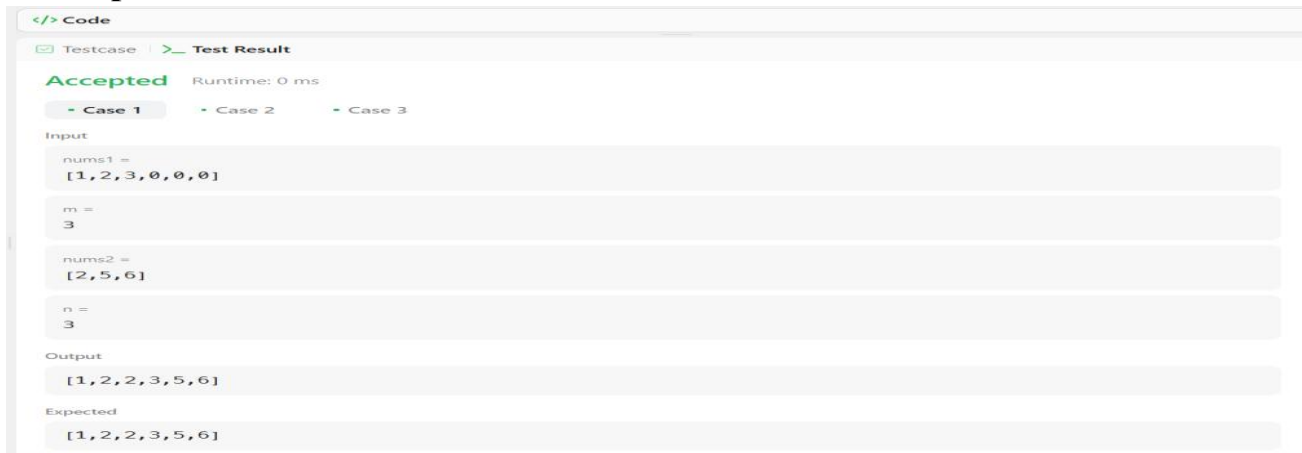 </> Code
Testcase >_ Test Result
Accepted Runtime: 0 ms
• Case 1 • Case 2 • Case 3
Input
nums1 =
[1,2,3,0,0,0]
m =
3
nums2 =
[2,5,6]
n =
3
Output
[1,2,2,3,5,6]
Expected
[1,2,2,3,5,6]